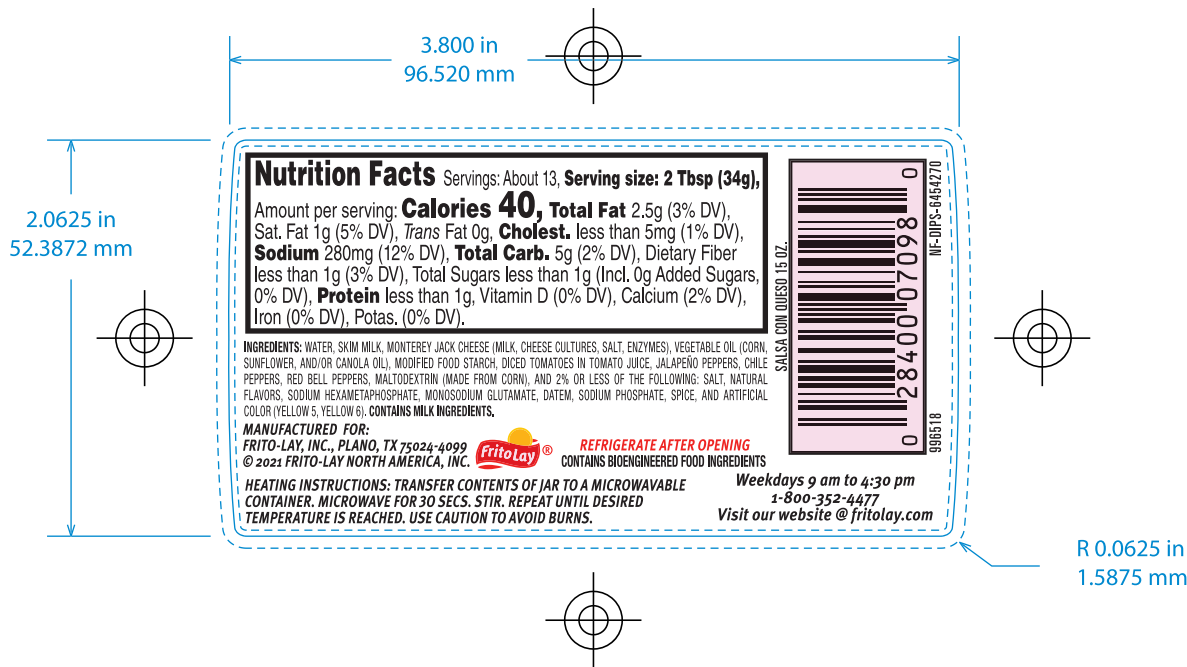 3.800 in
96.520 mm
2.0625 in
52.3872 mm
Nutrition Facts Servings: About 13, Serving size: 2 Tbsp (34g),
Amount per serving: Calories 40, Total Fat 2.5g (3% DV),
Sat. Fat 1g (5% DV), Trans Fat 0g, Cholest. less than 5mg (1% DV),
Sodium 280mg (12% DV), Total Carb. 5g (2% DV), Dietary Fiber
less than 1g (3% DV), Total Sugars less than 1g (Incl. 0g Added Sugars,
0% DV), Protein less than 1g, Vitamin D (0% DV), Calcium (2% DV),
Iron (0% DV), Potas. (0% DV).
INGREDIENTS: WATER, SKIM MILK, MONTEREY JACK CHEESE (MILK, CHEESE CULTURES, SALT, ENZYMES), VEGETABLE OIL (CORN,
SUNFLOWER, AND/OR CANOLA OIL), MODIFIED FOOD STARCH, DICED TOMATOES IN TOMATO JUICE, JALAPEÑO PEPPERS, CHILE
PEPPERS, RED BELL PEPPERS, MALTODEXTRIN (MADE FROM CORN), AND 2% OR LESS OF THE FOLLOWING: SALT, NATURAL
FLAVORS, SODIUM HEXAMETAPHOSPHATE, MONOSODIUM GLUTAMATE, DATEM, SODIUM PHOSPHATE, SPICE, AND ARTIFICIAL
COLOR (YELLOW 5, YELLOW 6). CONTAINS MILK INGREDIENTS.
MANUFACTURED FOR:
FRITO-LAY, INC., PLANO, TX 75024-4099
© 2021 FRITO-LAY NORTH AMERICA, INC.
FritoLay ®
REFRIGERATE AFTER OPENING
CONTAINS BIOENGINEERED FOOD INGREDIENTS
HEATING INSTRUCTIONS: TRANSFER CONTENTS OF JAR TO A MICROWAVABLE
CONTAINER. MICROWAVE FOR 30 SECS. STIR. REPEAT UNTIL DESIRED
TEMPERATURE IS REACHED. USE CAUTION TO AVOID BURNS.
SALSA CON QUESO 15 OZ.
0 28400 07098 0
996518
NF-DIPS-6454270
Weekdays 9 am to 4:30 pm
1-800-352-4477
Visit our website @ fritolay.com
R 0.0625 in
1.5875 mm